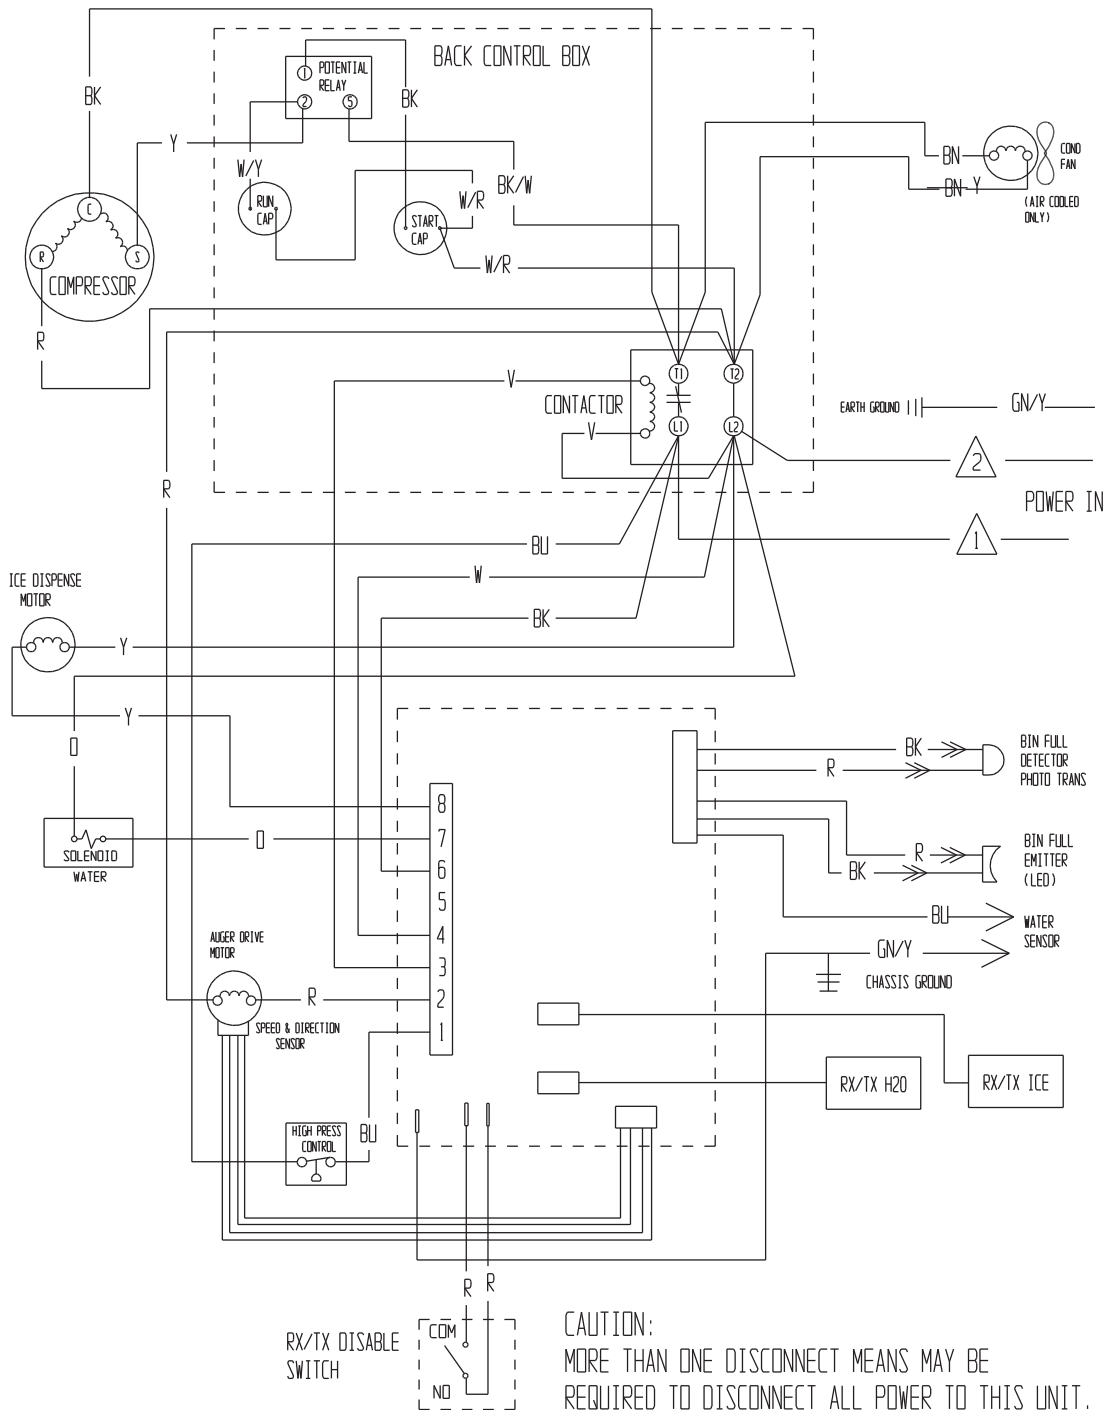 BACK CONTROL BOX
1
POTENTIAL
RELAY
2
5
BK
BK
Y
W/Y
RUN
CAP
W/R
BK/W
START
CAP
W/R
BN
BN
Y
COND
FAN
(AIR COOLED
ONLY)
C
R
S
COMPRESSOR
R
V
CONTACTOR
V
T1
T2
L1
L2
EARTH GROUND
GN/Y
2
POWER IN
1
R
BU
W
BK
ICE DISPENSE
MOTOR
Y
Y
O
O
SOLENOID
WATER
8
7
6
5
4
3
2
1
BK
R
BIN FULL
DETECTOR
PHOTO TRANS
R
BK
BIN FULL
EMITTER
(LED)
BU
WATER
SENSOR
GN/Y
CHASSIS GROUND
AUGER DRIVE
MOTOR
R
SPEED & DIRECTION
SENSOR
RX/TX H2O
RX/TX ICE
HIGH PRESS
CONTROL
BU
R
R
RX/TX DISABLE
SWITCH
COM
NO
CAUTION:
MORE THAN ONE DISCONNECT MEANS MAY BE
REQUIRED TO DISCONNECT ALL POWER TO THIS UNIT.